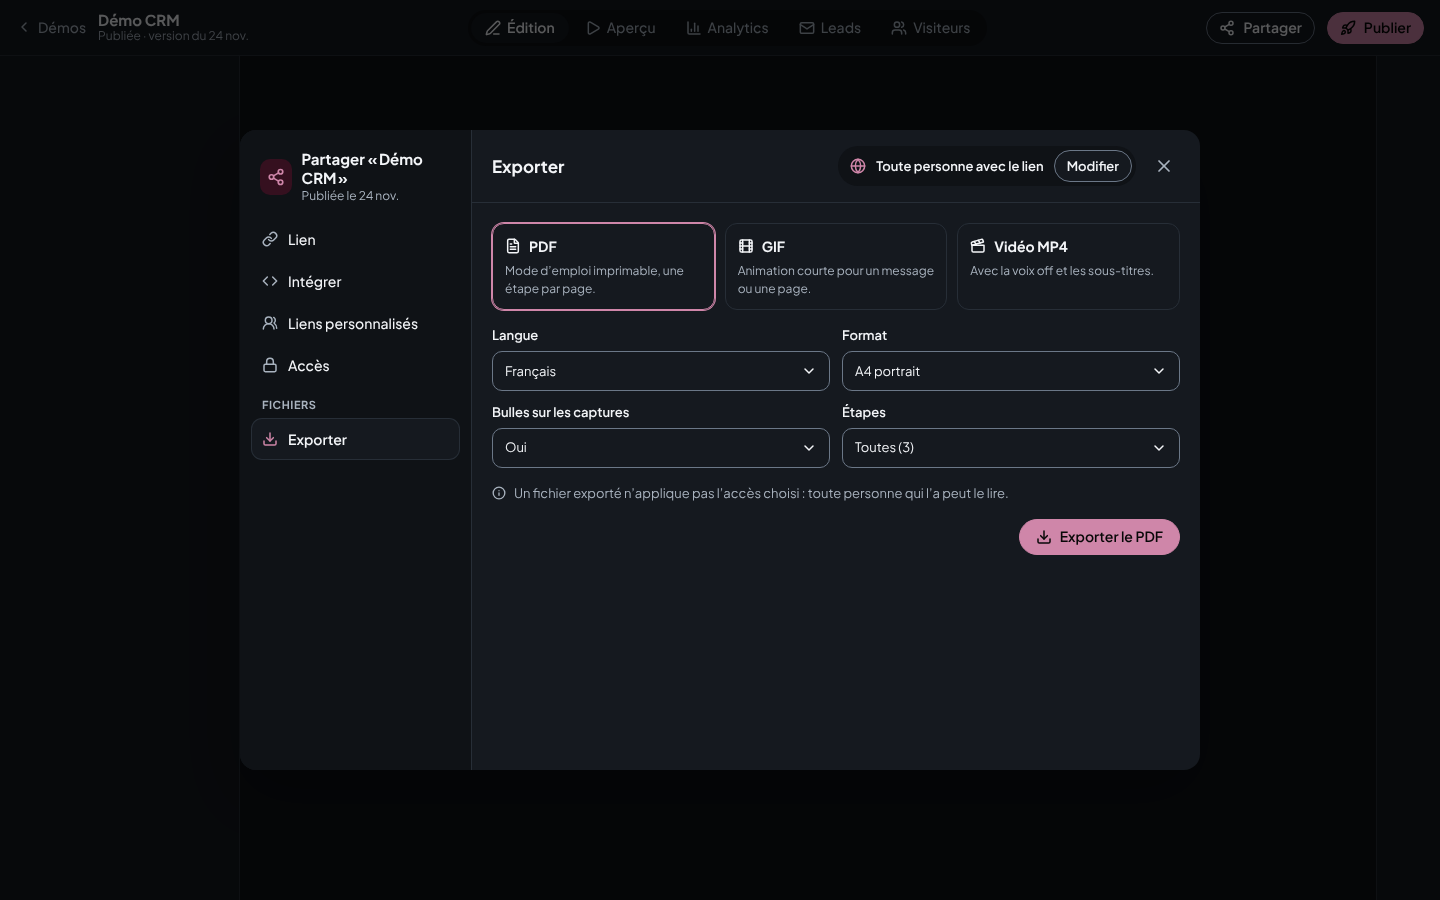 Démos
Démo CRM
Publiée · version du 24 nov.
Édition
Aperçu
Analytics
Leads
Visiteurs
Partager
Publier
Partager « Démo
CRM »
Publiée le 24 nov.
Lien
Intégrer
Liens personnalisés
Accès
FICHIERS
Exporter
Exporter
Toute personne avec le lien
Modifier
PDF
Mode d’emploi imprimable, une
étape par page.
GIF
Animation courte pour un message
ou une page.
Vidéo MP4
Avec la voix off et les sous-titres.
Langue
Français
Format
A4 portrait
Bulles sur les captures
Oui
Étapes
Toutes (3)
Un fichier exporté n’applique pas l’accès choisi : toute personne qui l’a peut le lire.
Exporter le PDF